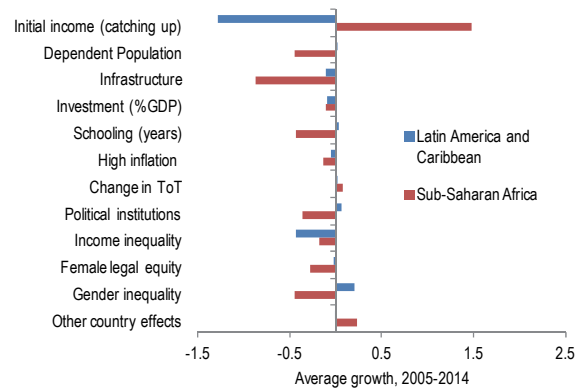 Initial income (catching up)
Dependent Population
Infrastructure
Investment (%GDP)
Schooling (years)
High inflation
Change in ToT
Political institutions
Income inequality
Female legal equity
Gender inequality
Other country effects
Latin America and
Caribbean
Sub-Saharan Africa
-1.5 -0.5 0.5 1.5 2.5
Average growth, 2005-2014